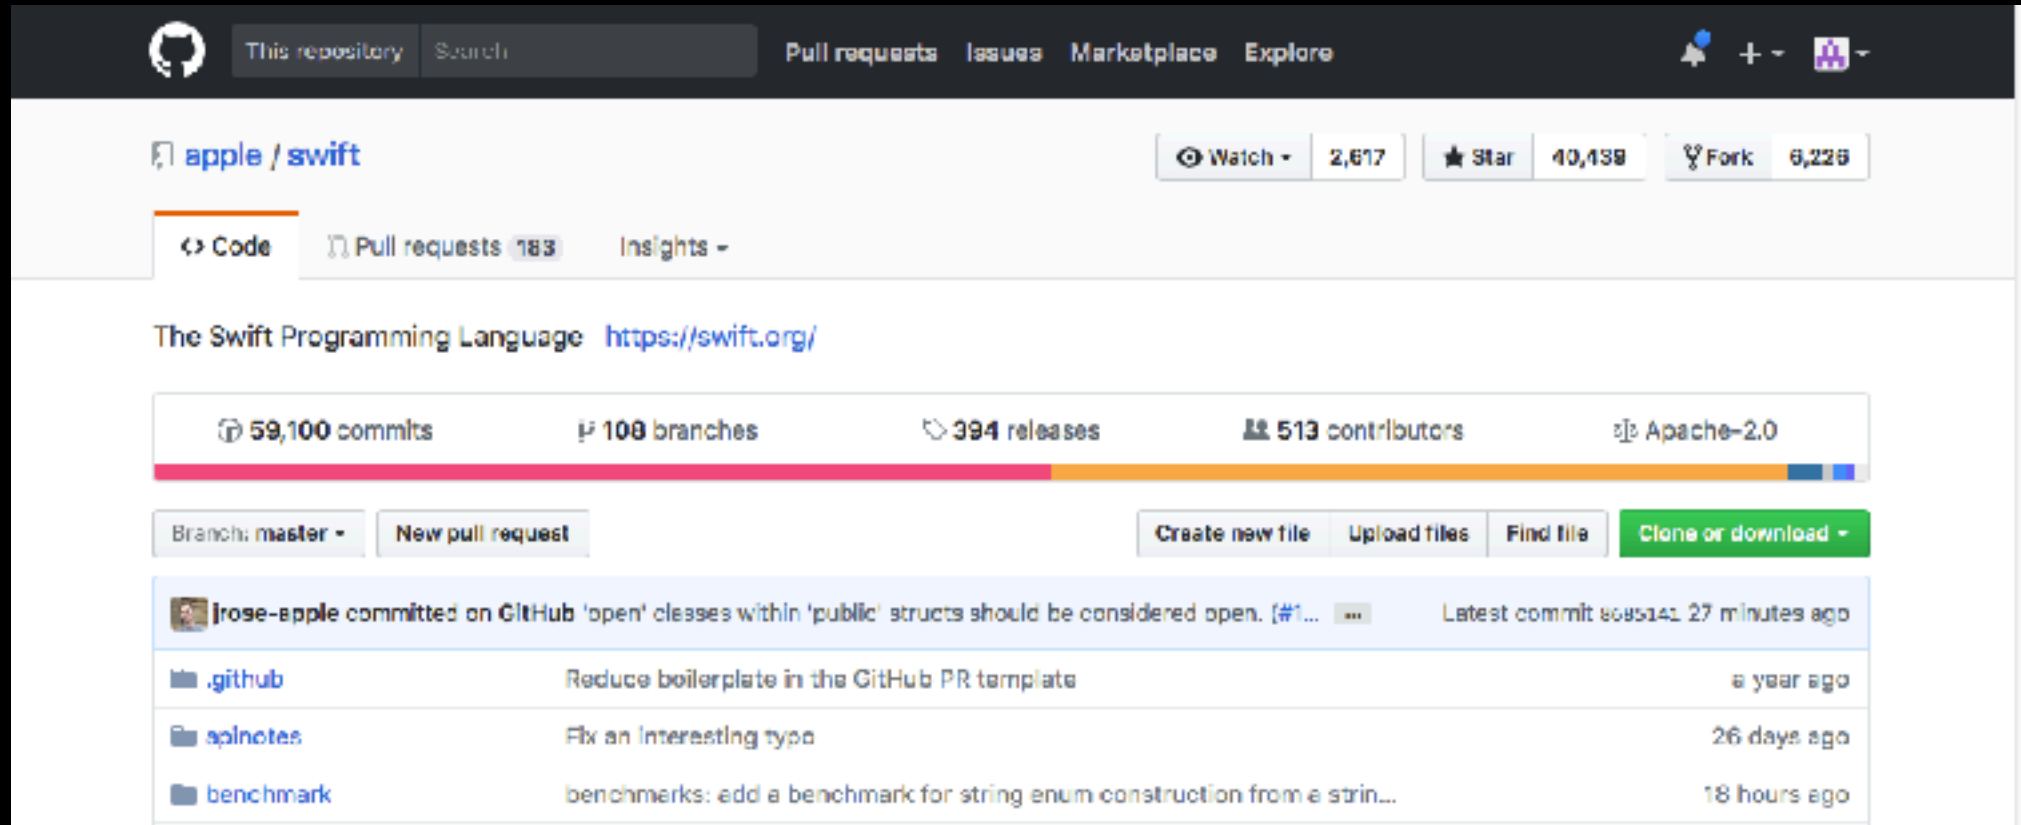 This repository Search Pull requests Issues Marketplace Explore
apple / swift Watch 2,617 Star 40,439 Fork 6,226
Code Pull requests 183 Insights
The Swift Programming Language https://swift.org/
59,100 commits 108 branches 394 releases 513 contributors Apache-2.0
Branch: master New pull request Create new file Upload files Find file Clone or download
jrose-apple committed on GitHub 'open' classes within 'public' structs should be considered open. (#1... ... Latest commit 27 minutes ago
.github Reduce boilerplate in the GitHub PR template a year ago
apinotes Fix an interesting typo 26 days ago
benchmark benchmarks: add a benchmark for string enum construction from a strin... 18 hours ago